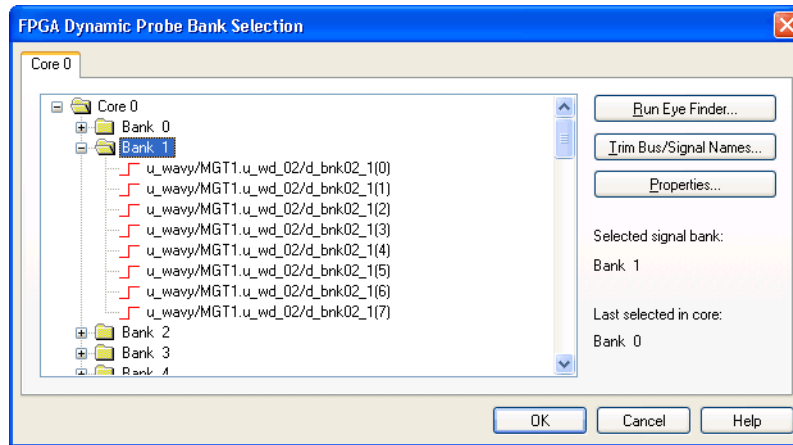 FPGA Dynamic Probe Bank Selection
Core 0
Core 0
Bank 0
Bank 1
u_wavy/MGT1.u_wd_02/d_bnk02_1(0)
u_wavy/MGT1.u_wd_02/d_bnk02_1(1)
u_wavy/MGT1.u_wd_02/d_bnk02_1(2)
u_wavy/MGT1.u_wd_02/d_bnk02_1(3)
u_wavy/MGT1.u_wd_02/d_bnk02_1(4)
u_wavy/MGT1.u_wd_02/d_bnk02_1(5)
u_wavy/MGT1.u_wd_02/d_bnk02_1(6)
u_wavy/MGT1.u_wd_02/d_bnk02_1(7)
Bank 2
Bank 3
Bank 4
Run Eye Finder...
Trim Bus/Signal Names...
Properties...
Selected signal bank:
Bank 1
Last selected in core:
Bank 0
OK
Cancel
Help